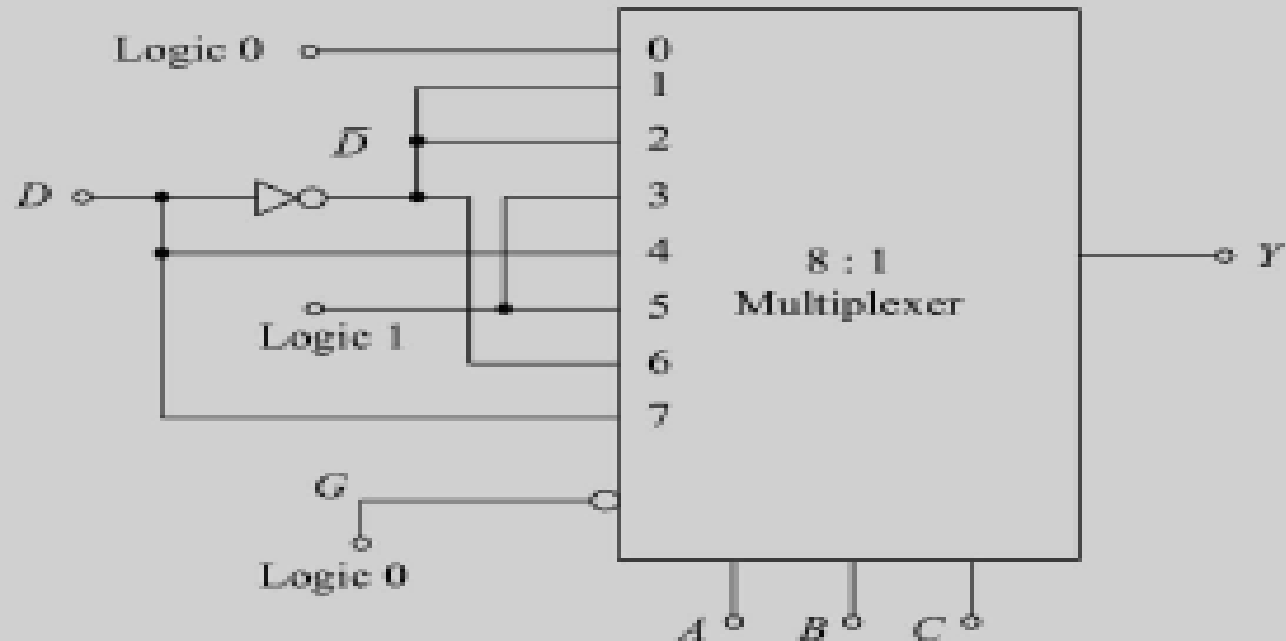 Logic 0
0
1
D̅
2
D
3
4
8 : 1
Y
Multiplexer
5
Logic 1
6
7
G
Logic 0
A B C